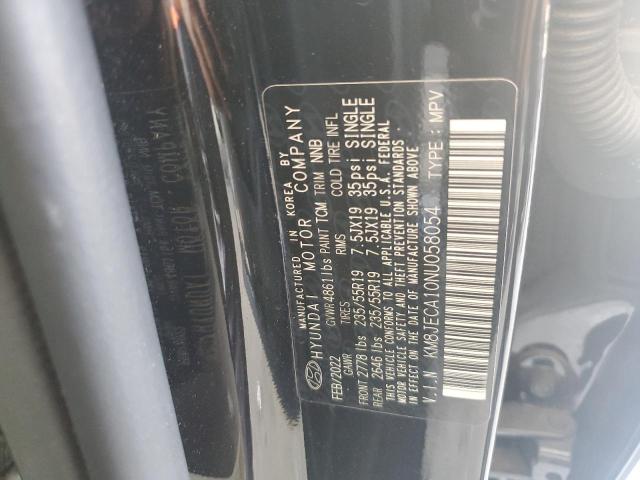 MANUFACTURED IN KOREA BY
HYUNDAI MOTOR COMPANY
FEB/2022 GVWR 4861 lbs PAINT TCM TRIM NNB
GAWR TIRES RIMS COLD TIRE INFL
FRONT 2778 lbs 235/55R19 7.5JX19 35psi SINGLE
REAR 2646 lbs 235/55R19 7.5JX19 35psi SINGLE
THIS VEHICLE CONFORMS TO ALL APPLICABLE U.S.A. FEDERAL
MOTOR VEHICLE SAFETY AND THEFT PREVENTION STANDARDS
IN EFFECT ON THE DATE OF MANUFACTURE SHOWN ABOVE.
V.I.N KM8JECA10NU058054 TYPE : MPV